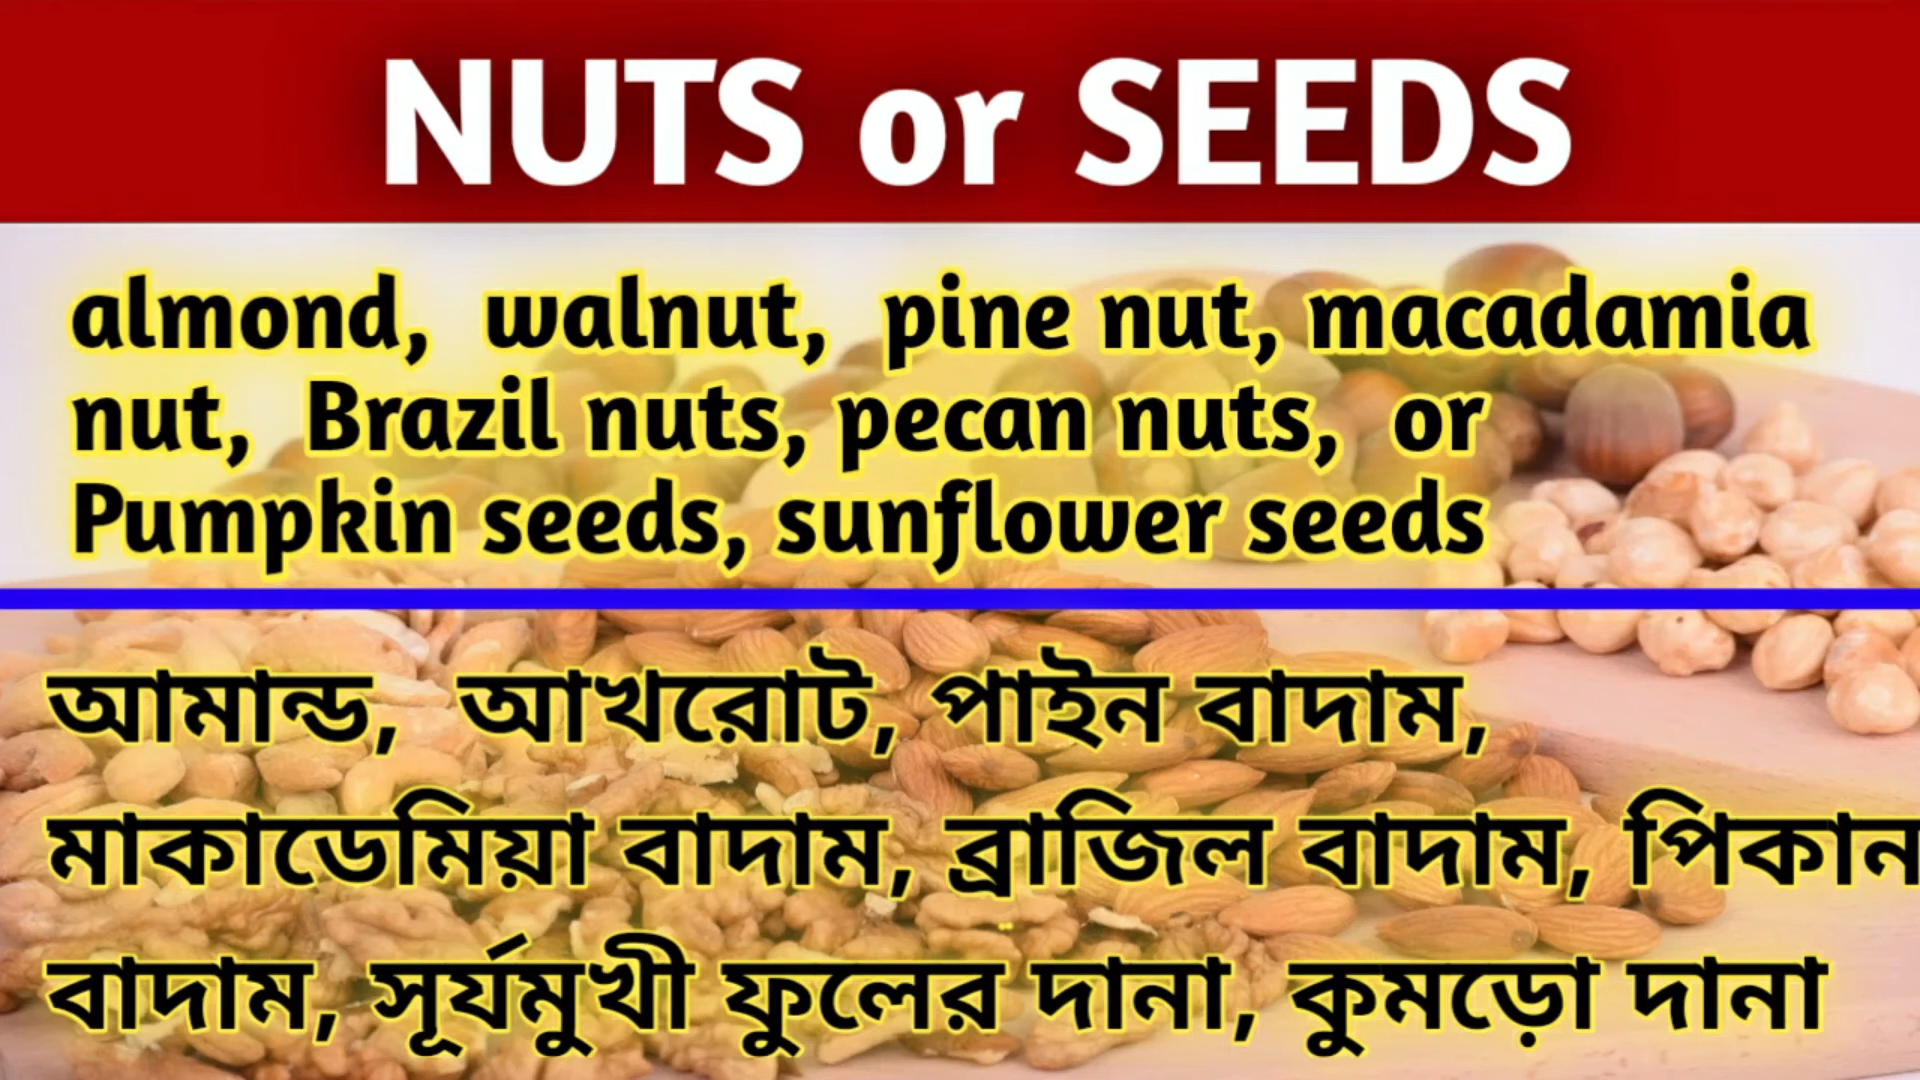 NUTS or SEEDS
almond, walnut, pine nut, macadamia
nut, Brazil nuts, pecan nuts, or
Pumpkin seeds, sunflower seeds
আমান্ড, আখরোট, পাইন বাদাম,
মাকাডেমিয়া বাদাম, ব্রাজিল বাদাম, পিকান
বাদাম, সূর্যমুখী ফুলের দানা, কুমড়ো দানা